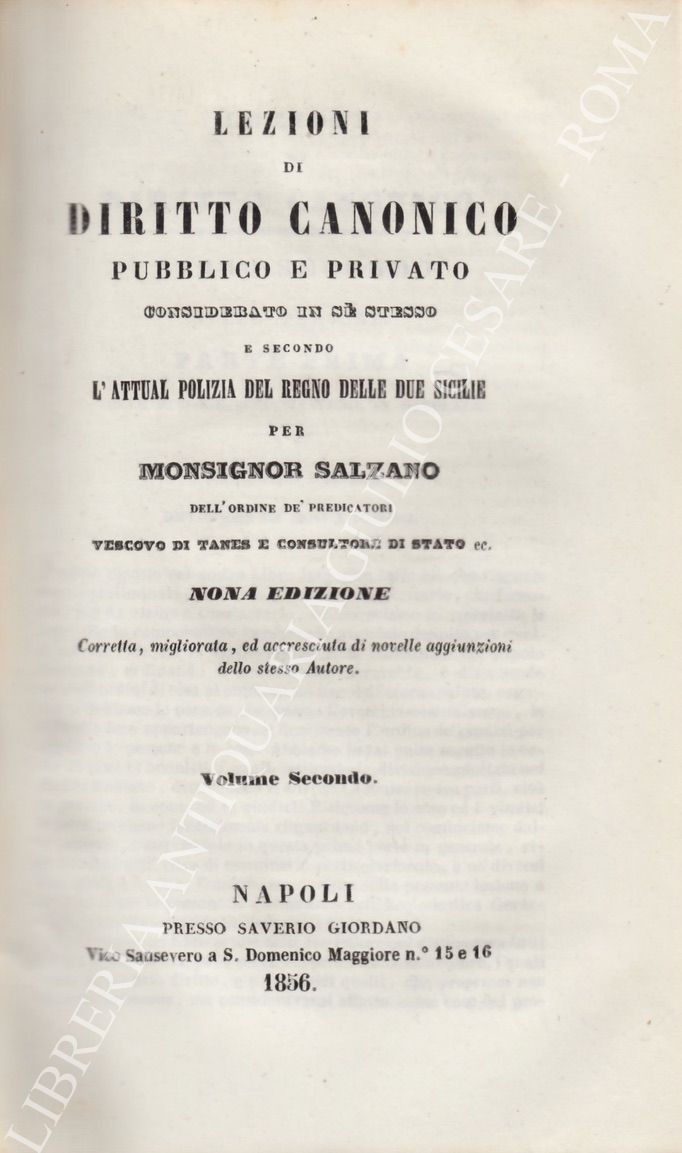 LEZIONI
DI
DIRITTO CANONICO
PUBBLICO E PRIVATO
CONSIDERATO IN SÈ STESSO
E SECONDO
L' ATTUAL POLIZIA DEL REGNO DELLE DUE SICILIE
PER
MONSIGNOR SALZANO
DELL' ORDINE DE' PREDICATORI
VESCOVO DI TANES E CONSULTORE DI STATO ec.
NONA EDIZIONE
Corretta, migliorata, ed accresciuta di novelle aggiunzioni
dello stesso Autore.
Volume Secondo.
NAPOLI
PRESSO SAVERIO GIORDANO
Vico Sansevero a S. Domenico Maggiore n.º 15 e 16
1856.
LIBRERIA ANTIQUARIA GIULIO CESARE - ROMA